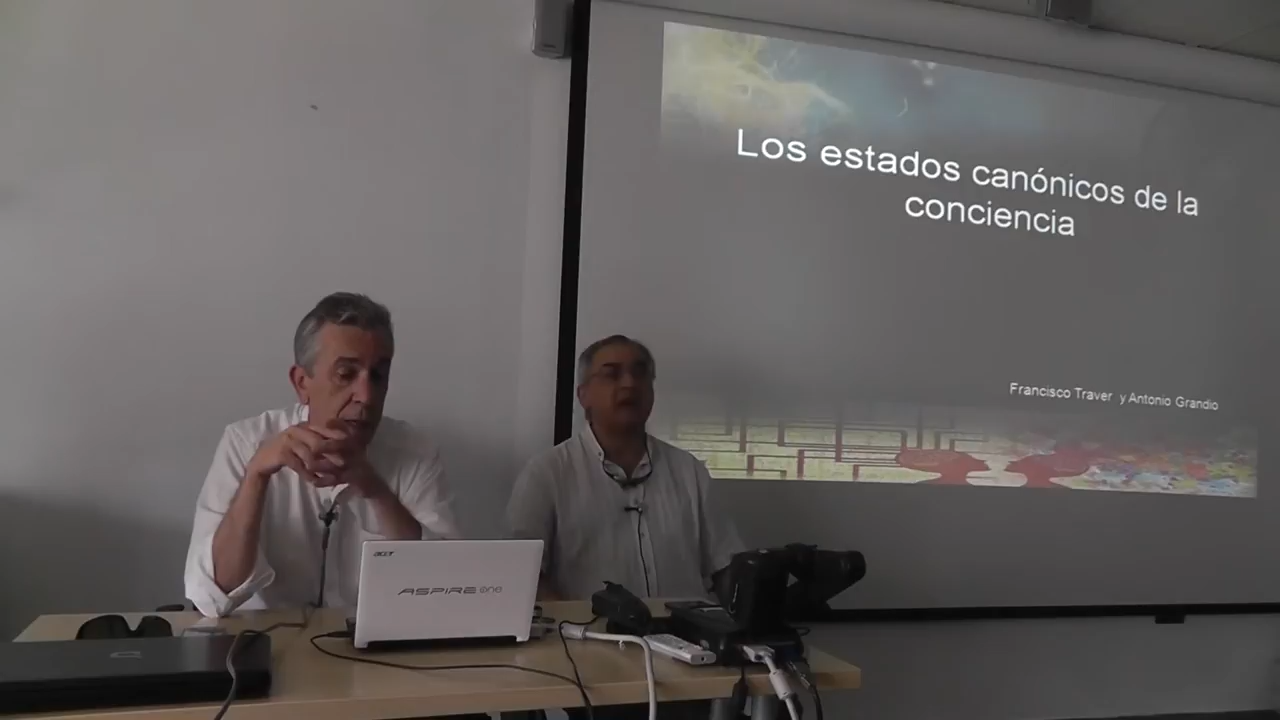 Los estados canónicos de la
conciencia
Francisco Traver y Antonio Grandio
acer
ASPIRE one